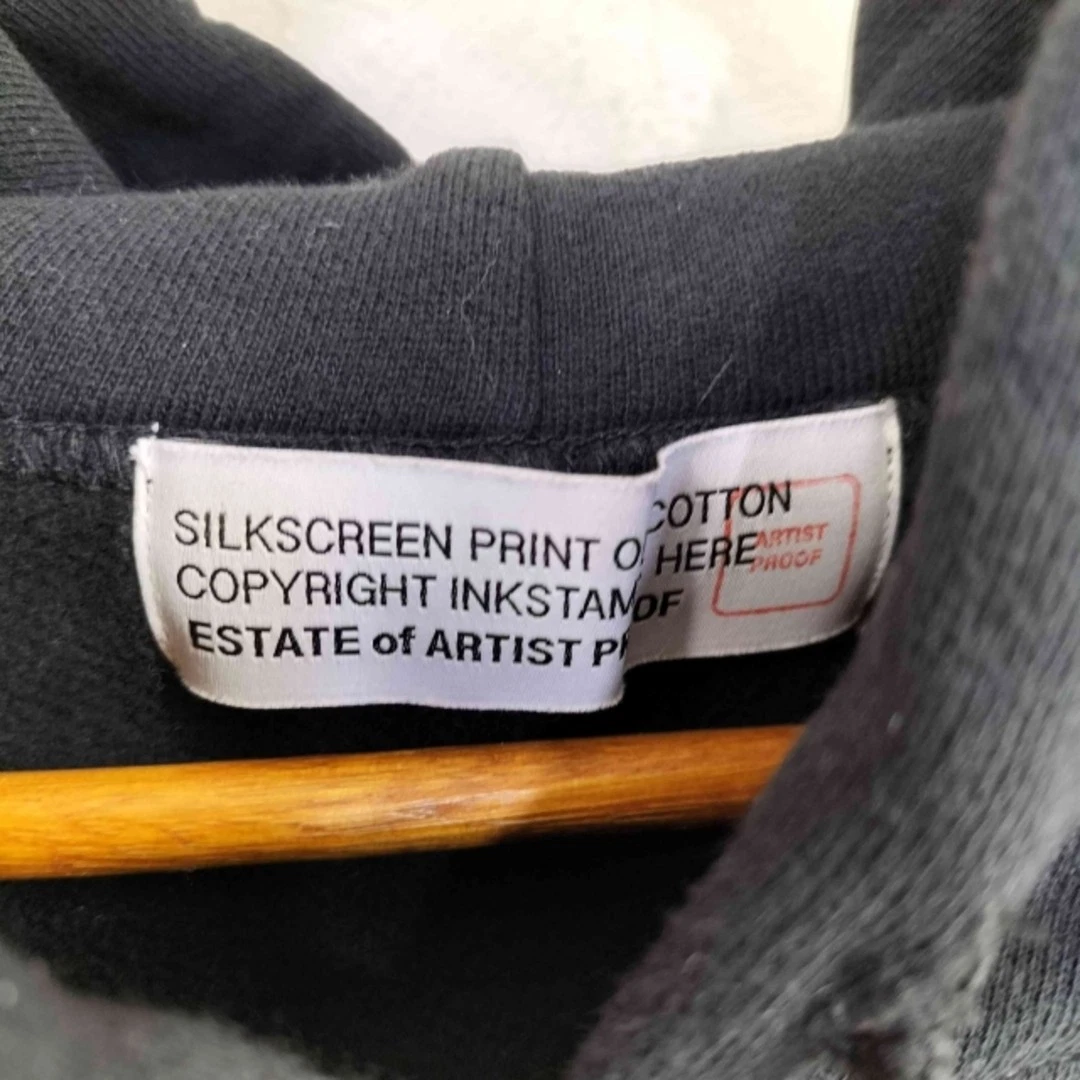 SILKSCREEN PRINT O COTTON
COPYRIGHT INKSTAM HERE
ESTATE of ARTIST P OF
ARTIST
PROOF